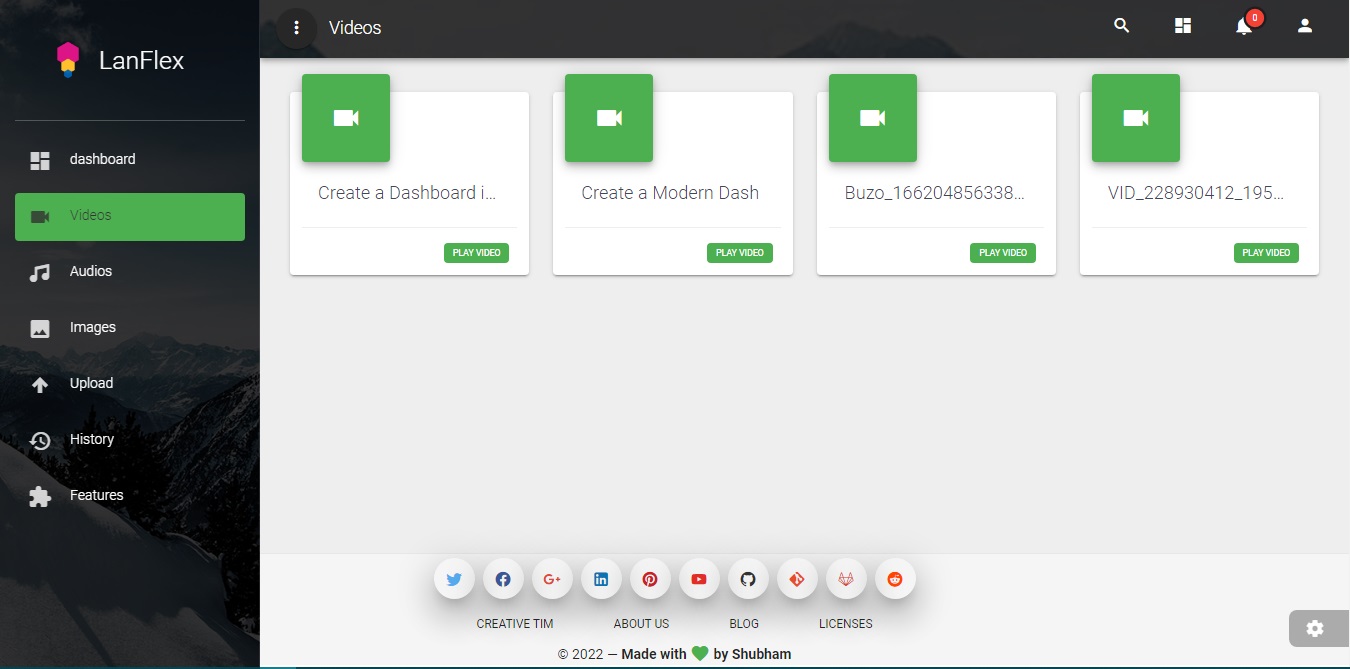 LanFlex
dashboard
Videos
Audios
Images
Upload
History
Features
Videos
0
Create a Dashboard i...
PLAY VIDEO
Create a Modern Dash
PLAY VIDEO
Buzo_166204856338...
PLAY VIDEO
VID_228930412_195...
PLAY VIDEO
CREATIVE TIM ABOUT US BLOG LICENSES
© 2022 — Made with by Shubham